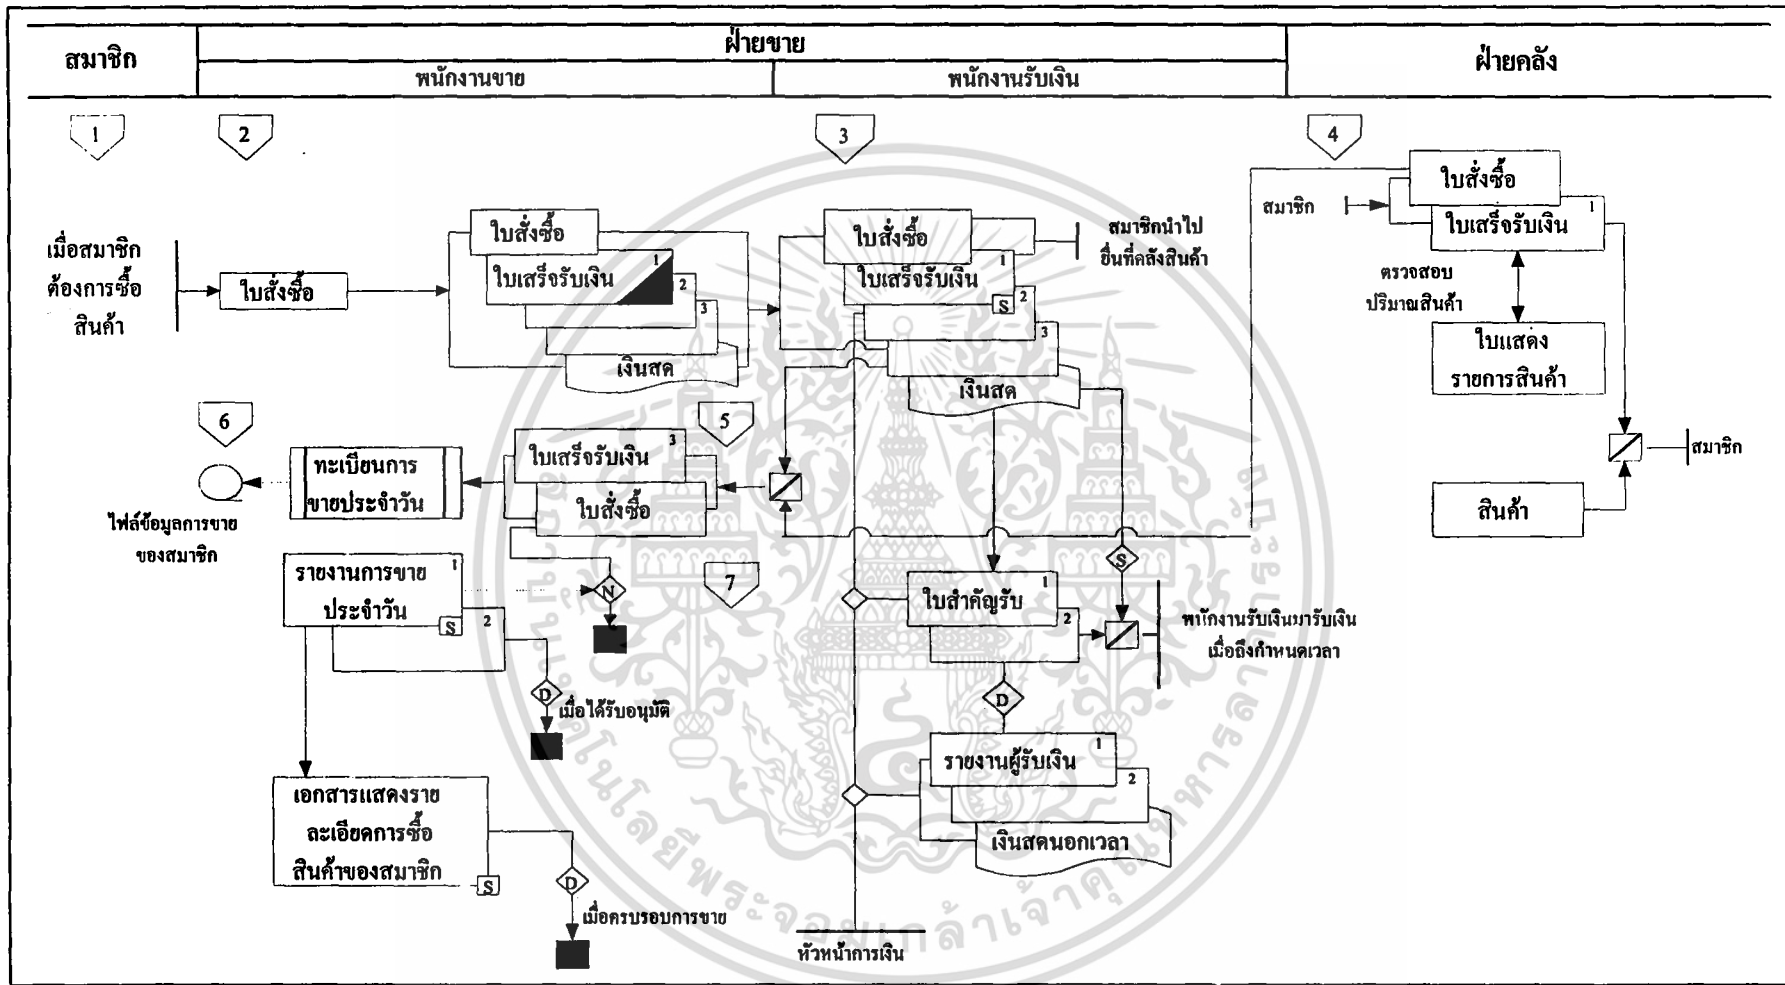 สมาชิก
ฝ่ายขาย
ฝ่ายคลัง
พนักงานขาย
พนักงานรับเงิน
1
2
3
4
เมื่อสมาชิก
ต้องการซื้อ
สินค้า
ใบสั่งซื้อ
ใบสั่งซื้อ
ใบเสร็จรับเงิน
1
2
3
เงินสด
ใบสั่งซื้อ
ใบเสร็จรับเงิน
1
S
2
3
เงินสด
สมาชิกนำไป
ยื่นที่คลังสินค้า
สมาชิก
ใบสั่งซื้อ
ใบเสร็จรับเงิน
1
ตรวจสอบ
ปริมาณสินค้า
ใบแสดง
รายการสินค้า
สมาชิก
สินค้า
5
6
ใบเสร็จรับเงิน
3
ใบสั่งซื้อ
ทะเบียนการ
ขายประจำวัน
ไฟล์ข้อมูลการขาย
ของสมาชิก
รายงานการขาย
ประจำวัน
1
S
2
N
7
D
เมื่อได้รับอนุมัติ
เอกสารแสดงราย
ละเอียดการซื้อ
สินค้าของสมาชิก
S
D
เมื่อครบรอบการขาย
S
ใบสำคัญรับ
1
2
พนักงานรับเงินมารับเงิน
เมื่อถึงกำหนดเวลา
D
รายงานผู้รับเงิน
1
2
เงินสดนอกเวลา
หัวหน้าการเงิน